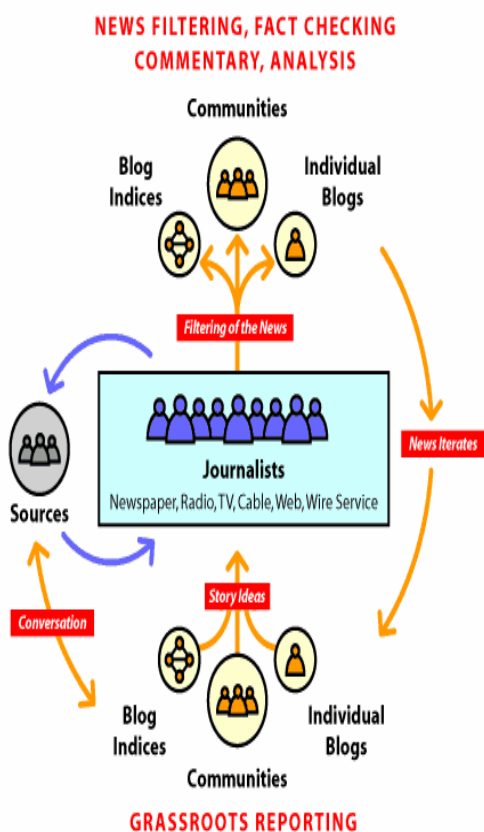 NEWS FILTERING, FACT CHECKING
COMMENTARY, ANALYSIS
Communities
Blog
Indices
Individual
Blogs
Filtering of the News
Journalists
Newspaper, Radio, TV, Cable, Web, Wire Service
News Iterates
Sources
Story Ideas
Conversation
Blog
Indices
Individual
Blogs
Communities
GRASSROOTS REPORTING